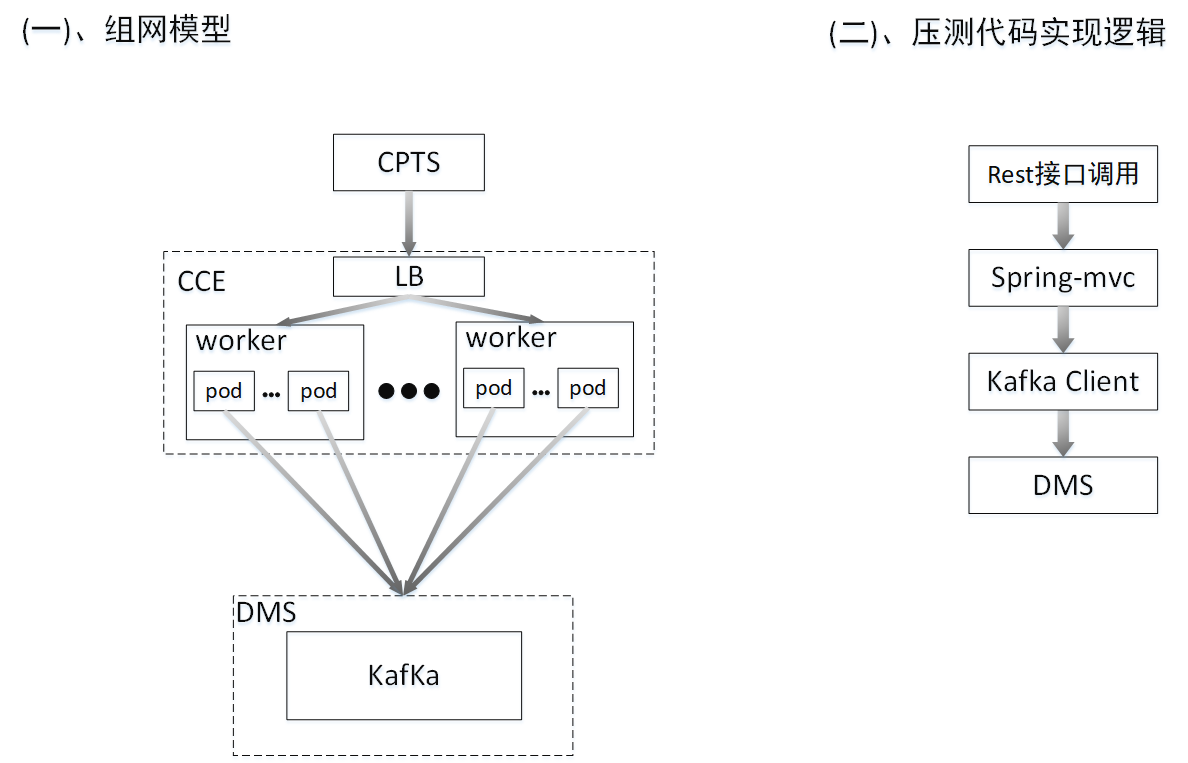 (一)、组网模型
(二)、压测代码实现逻辑
CPTS
CCE
LB
worker
pod
...
pod
worker
pod
...
pod
DMS
KafKa
Rest接口调用
Spring-mvc
Kafka Client
DMS